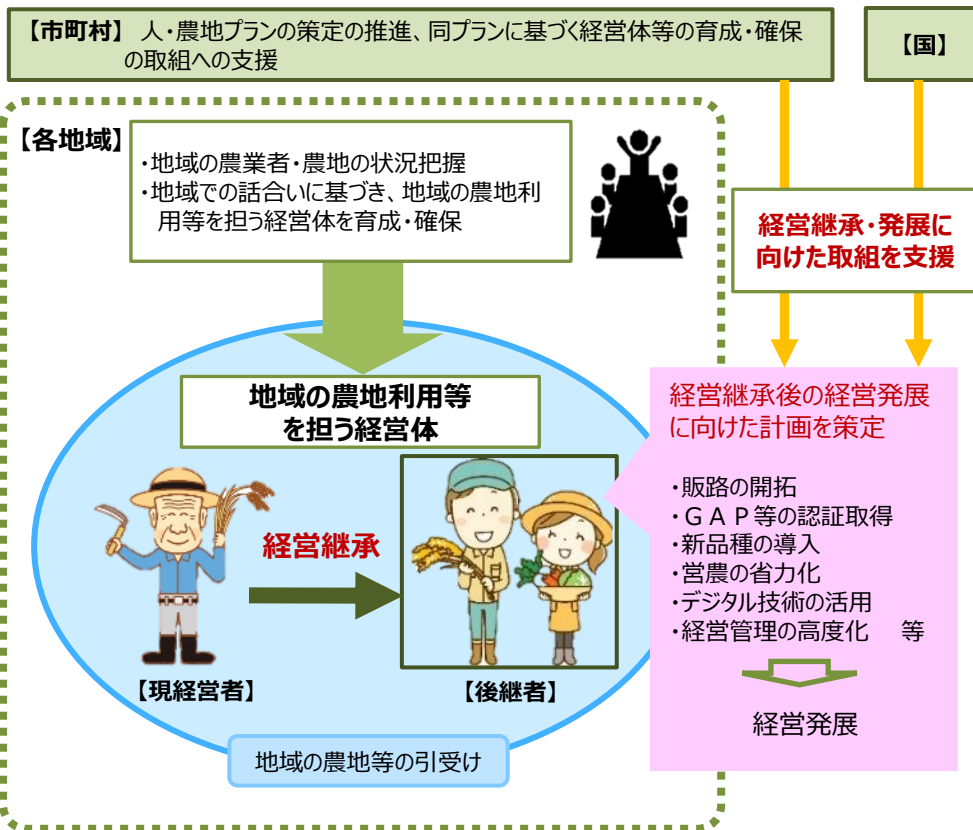 【市町村】 人・農地プランの策定の推進、同プランに基づく経営体等の育成・確保
の取組への支援
【国】
【各地域】
・地域の農業者・農地の状況把握
・地域での話合いに基づき、地域の農地利
用等を担う経営体を育成・確保
経営継承・発展に
向けた取組を支援
地域の農地利用等
を担う経営体
経営継承
【現経営者】
【後継者】
地域の農地等の引受け
経営継承後の経営発展
に向けた計画を策定
・販路の開拓
・ＧＡＰ等の認証取得
・新品種の導入
・営農の省力化
・デジタル技術の活用
・経営管理の高度化 等
経営発展